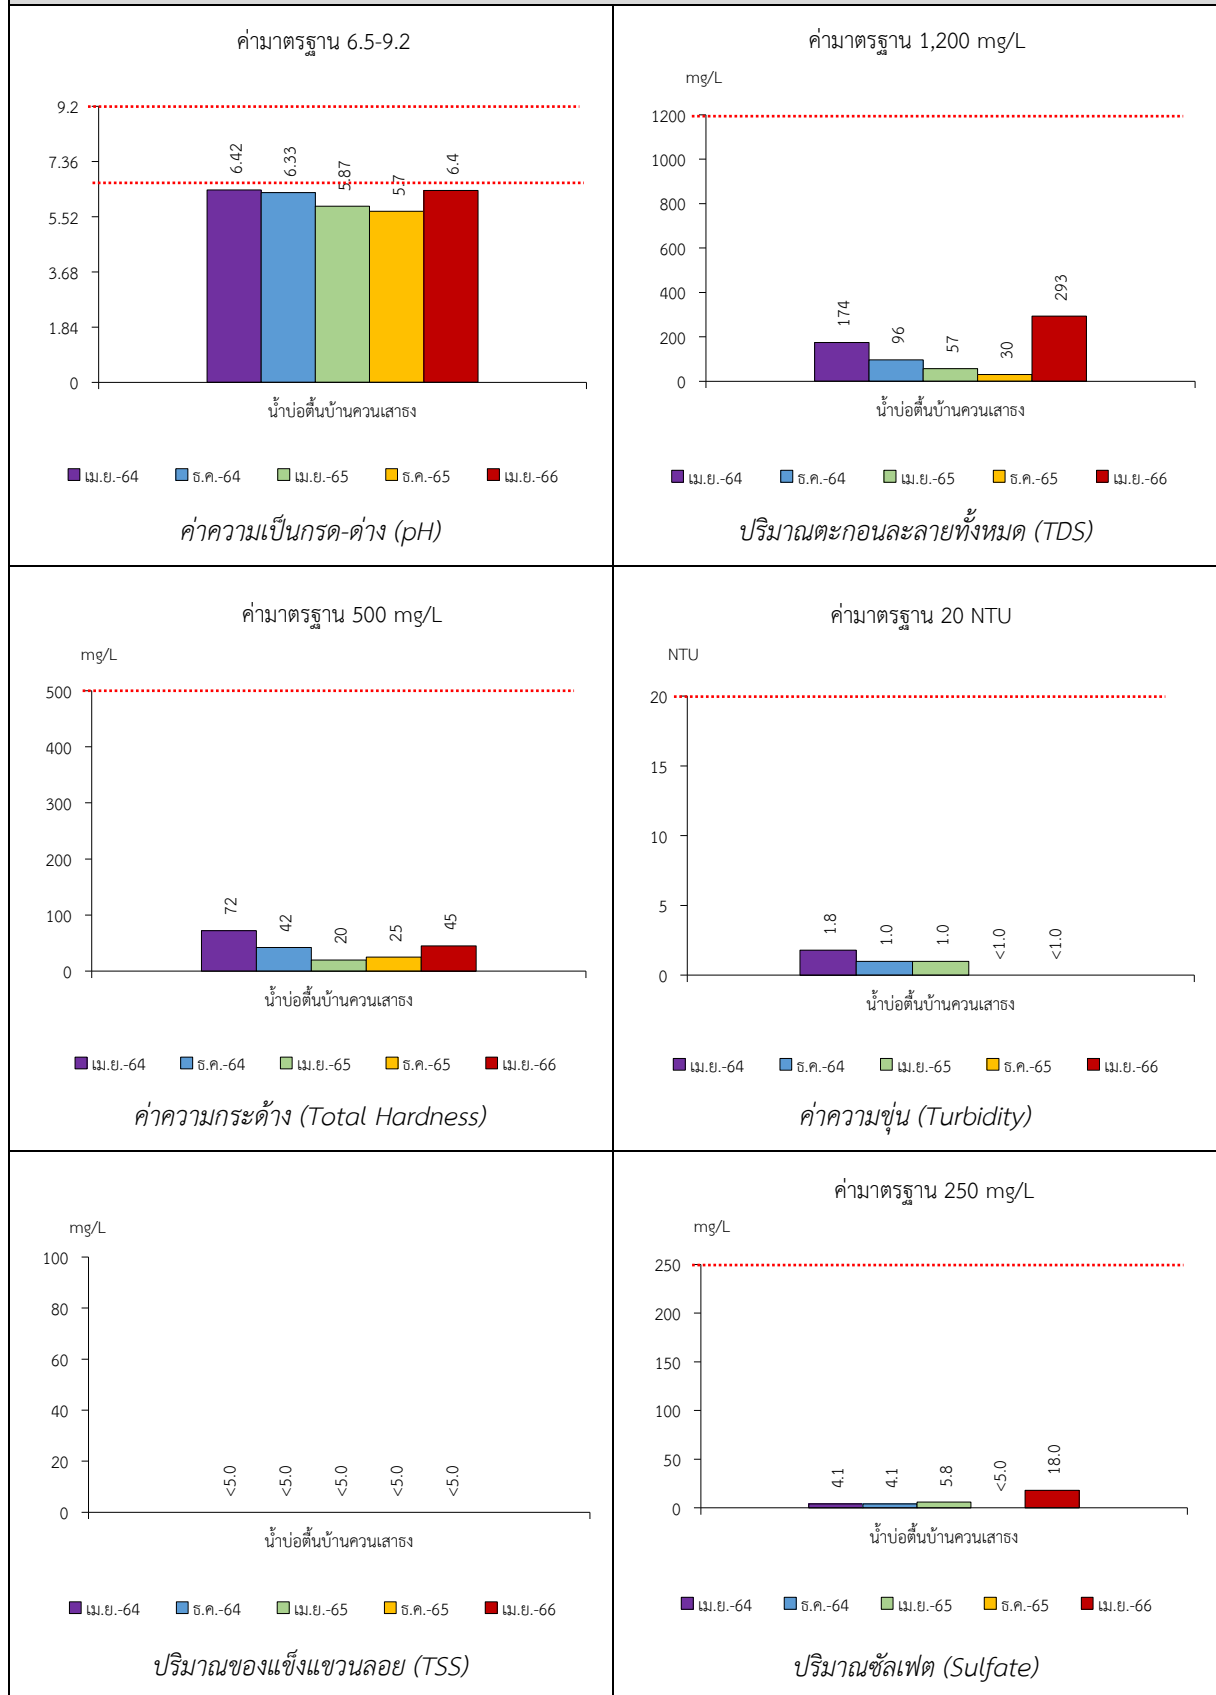 ค่ามาตรฐาน 6.5-9.2
9.2
7.36
5.52
3.68
1.84
0
6.42
6.33
5.87
5.7
6.4
น้ำบ่อตื้นบ้านควนเสาธง
เม.ย.-64 ธ.ค.-64 เม.ย.-65 ธ.ค.-65 เม.ย.-66
ค่าความเป็นกรด-ด่าง (pH)
ค่ามาตรฐาน 1,200 mg/L
mg/L
1200
1000
800
600
400
200
0
174
96
57
30
293
น้ำบ่อตื้นบ้านควนเสาธง
เม.ย.-64 ธ.ค.-64 เม.ย.-65 ธ.ค.-65 เม.ย.-66
ปริมาณตะกอนละลายทั้งหมด (TDS)
ค่ามาตรฐาน 500 mg/L
mg/L
500
400
300
200
100
0
72
42
20
25
45
น้ำบ่อตื้นบ้านควนเสาธง
เม.ย.-64 ธ.ค.-64 เม.ย.-65 ธ.ค.-65 เม.ย.-66
ค่าความกระด้าง (Total Hardness)
ค่ามาตรฐาน 20 NTU
NTU
20
15
10
5
0
1.8
1.0
1.0
<1.0
<1.0
น้ำบ่อตื้นบ้านควนเสาธง
เม.ย.-64 ธ.ค.-64 เม.ย.-65 ธ.ค.-65 เม.ย.-66
ค่าความขุ่น (Turbidity)
mg/L
100
80
60
40
20
0
<5.0
<5.0
<5.0
<5.0
<5.0
น้ำบ่อตื้นบ้านควนเสาธง
เม.ย.-64 ธ.ค.-64 เม.ย.-65 ธ.ค.-65 เม.ย.-66
ปริมาณของแข็งแขวนลอย (TSS)
ค่ามาตรฐาน 250 mg/L
mg/L
250
200
150
100
50
0
4.1
4.1
5.8
<5.0
18.0
น้ำบ่อตื้นบ้านควนเสาธง
เม.ย.-64 ธ.ค.-64 เม.ย.-65 ธ.ค.-65 เม.ย.-66
ปริมาณซัลเฟต (Sulfate)